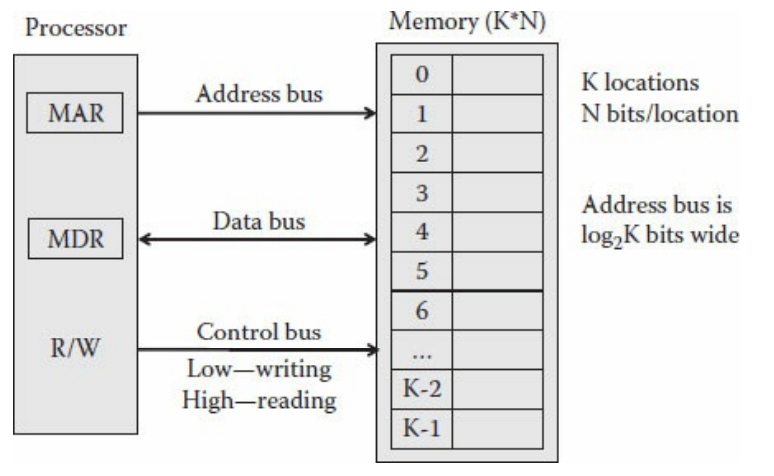 Processor
Memory (K*N)
MAR
Address bus
MDR
Data bus
R/W
Control bus
Low—writing
High—reading
0
1
2
3
4
5
6
...
K-2
K-1
K locations
N bits/location
Address bus is
log₂K bits wide